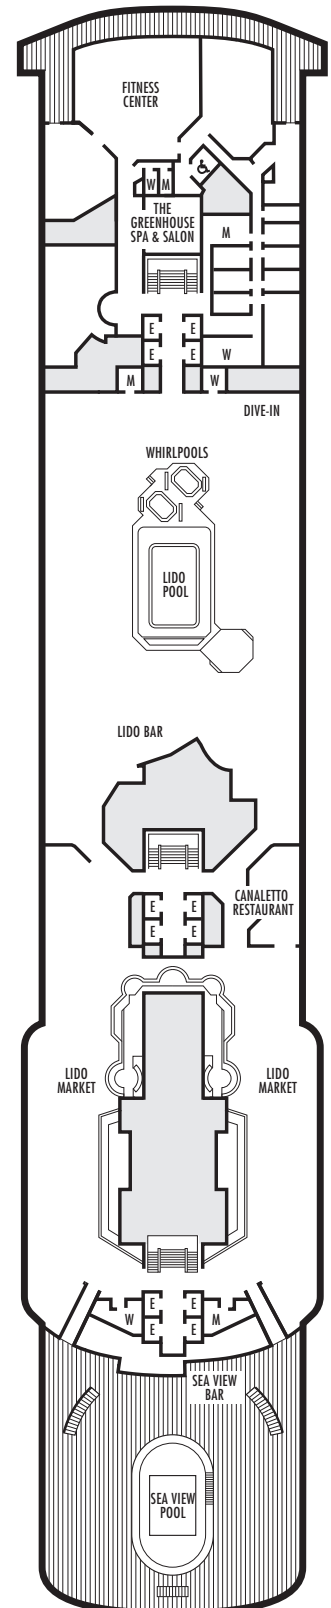 FITNESS
CENTER
W M
THE
GREENHOUSE
SPA & SALON
M
E E
E E W
M W
DIVE-IN
WHIRLPOOLS
LIDO
POOL
LIDO BAR
CANALETTO
RESTAURANT
E E
E E
LIDO
MARKET
LIDO
MARKET
E E
W M
E E
SEA VIEW
BAR
SEA VIEW
POOL